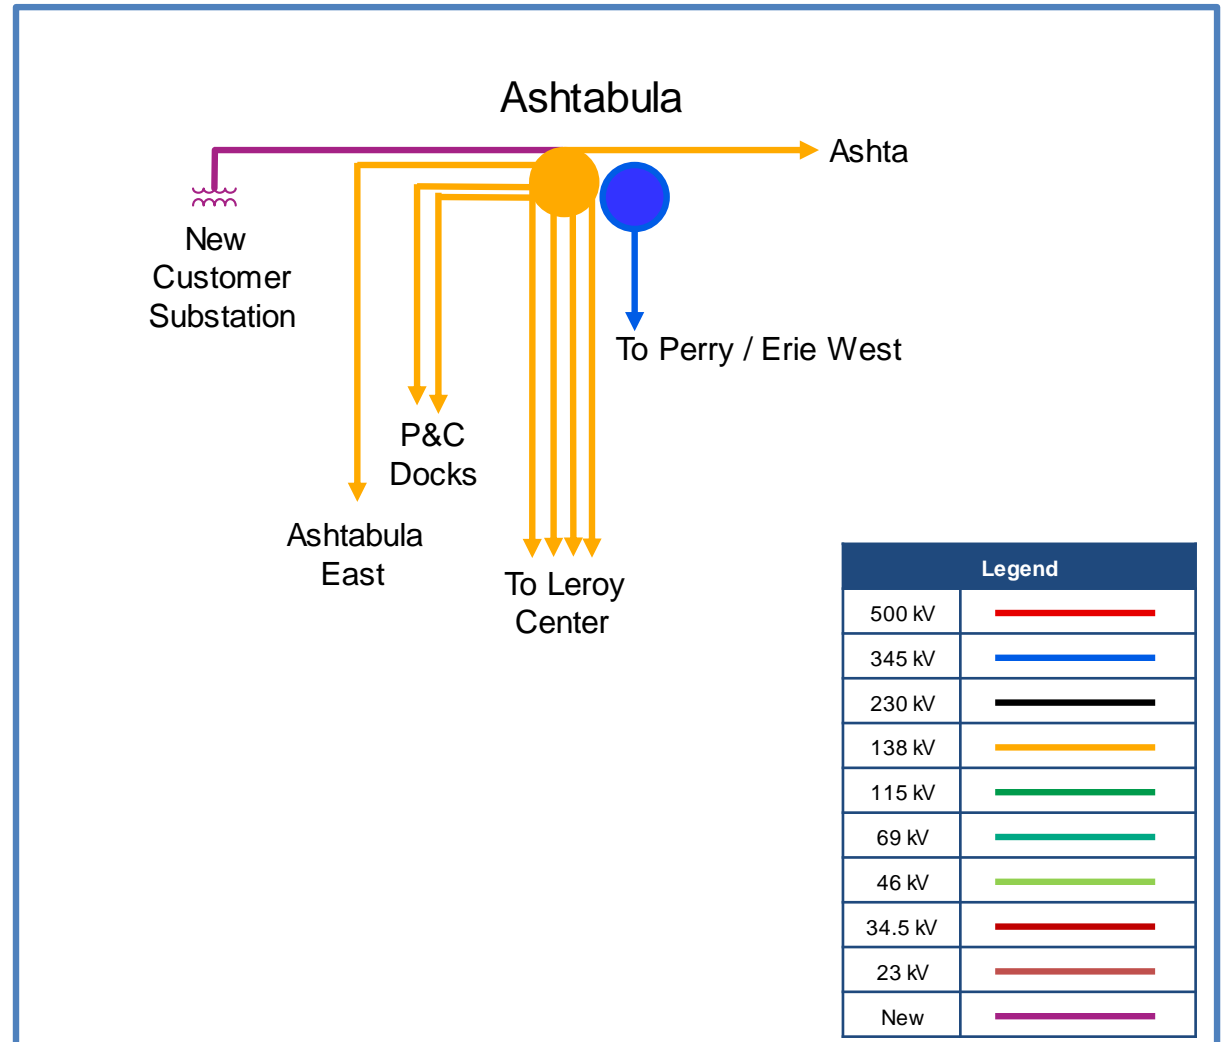 Ashtabula
Ashta
New
Customer
Substation
To Perry / Erie West
P&C
Docks
Ashtabula
East
To Leroy
Center
Legend
500 kV
345 kV
230 kV
138 kV
115 kV
69 kV
46 kV
34.5 kV
23 kV
New